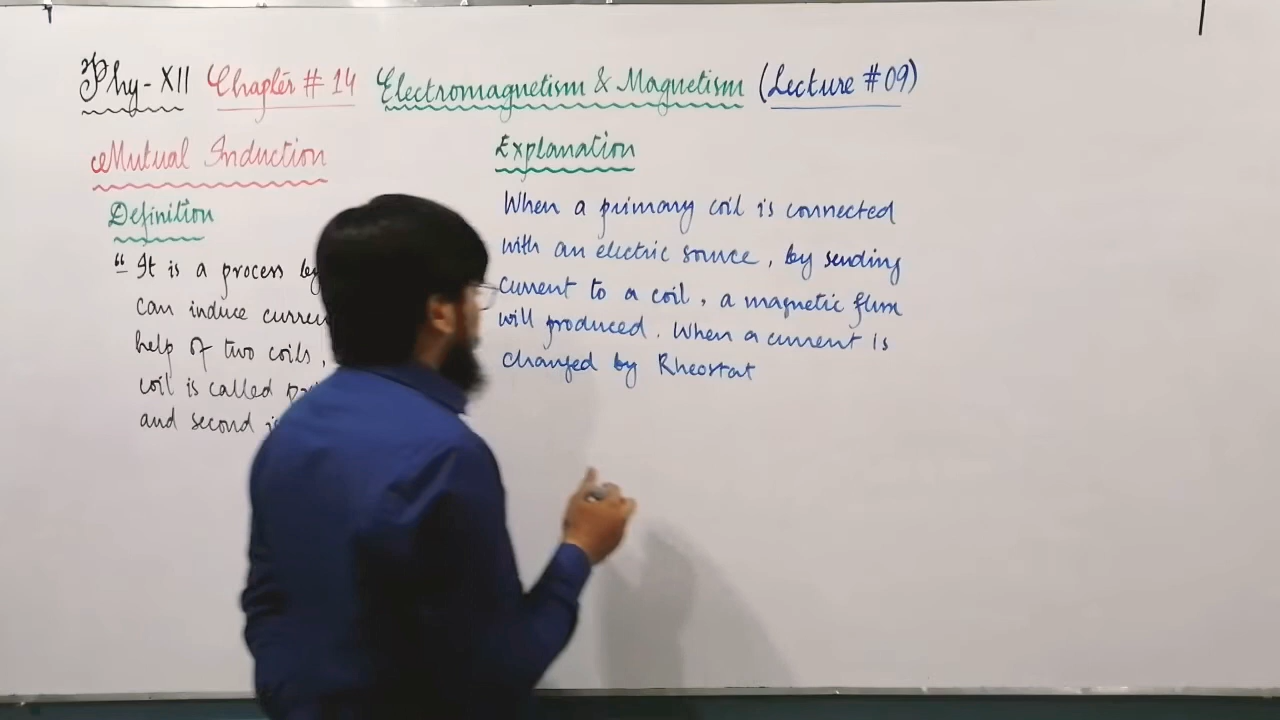 Phy-XII Chapter # 14 Electromagnetism & Magnetism (Lecture # 09)
Mutual Induction
Definition
"It is a process by
can induce curren
help of two coils,
coil is called
and second
Explanation
When a primary coil is connected
with an electric source, by sending
current to a coil, a magnetic flux
will produced. When a current is
changed by Rheostat